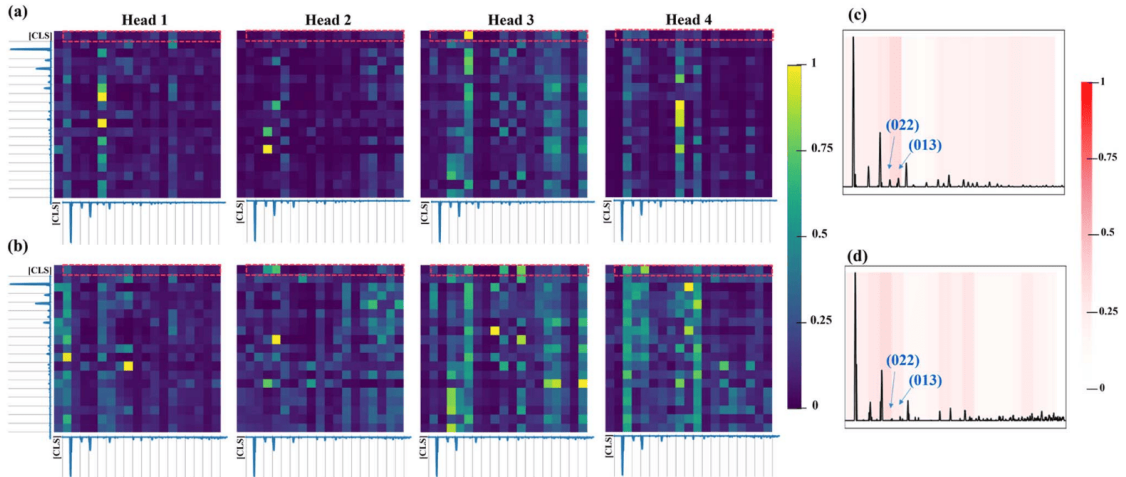 (a)
Head 1
Head 2
Head 3
Head 4
(c)
[CLS]
1
0.75
0.5
0.25
0
[CLS]
[CLS]
[CLS]
[CLS]
(022)
(013)
1
0.75
0.5
0.25
0
(b)
[CLS]
[CLS]
[CLS]
[CLS]
[CLS]
(d)
(022)
(013)